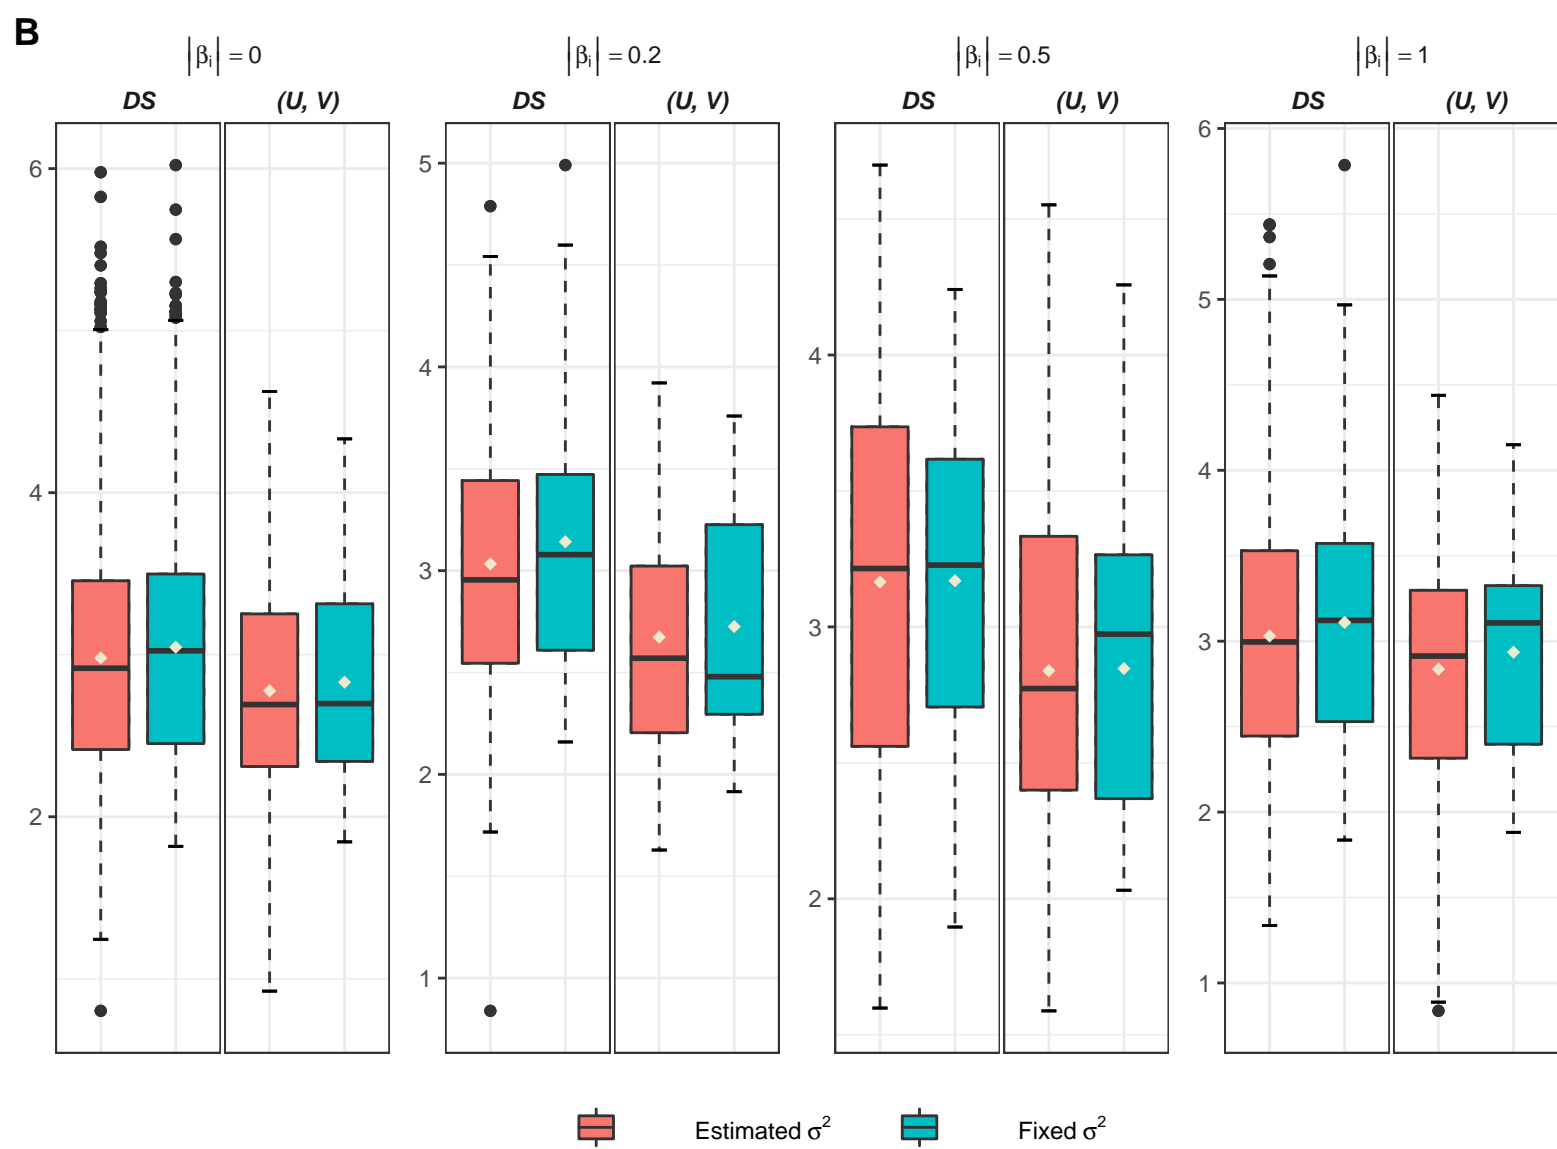 B
|βi| = 0
|βi| = 0.2
|βi| = 0.5
|βi| = 1
DS (U, V) DS (U, V) DS (U, V) DS (U, V)
6
4
2
5
4
3
2
1
4
3
2
6
5
4
3
2
1
Estimated σ² Fixed σ²